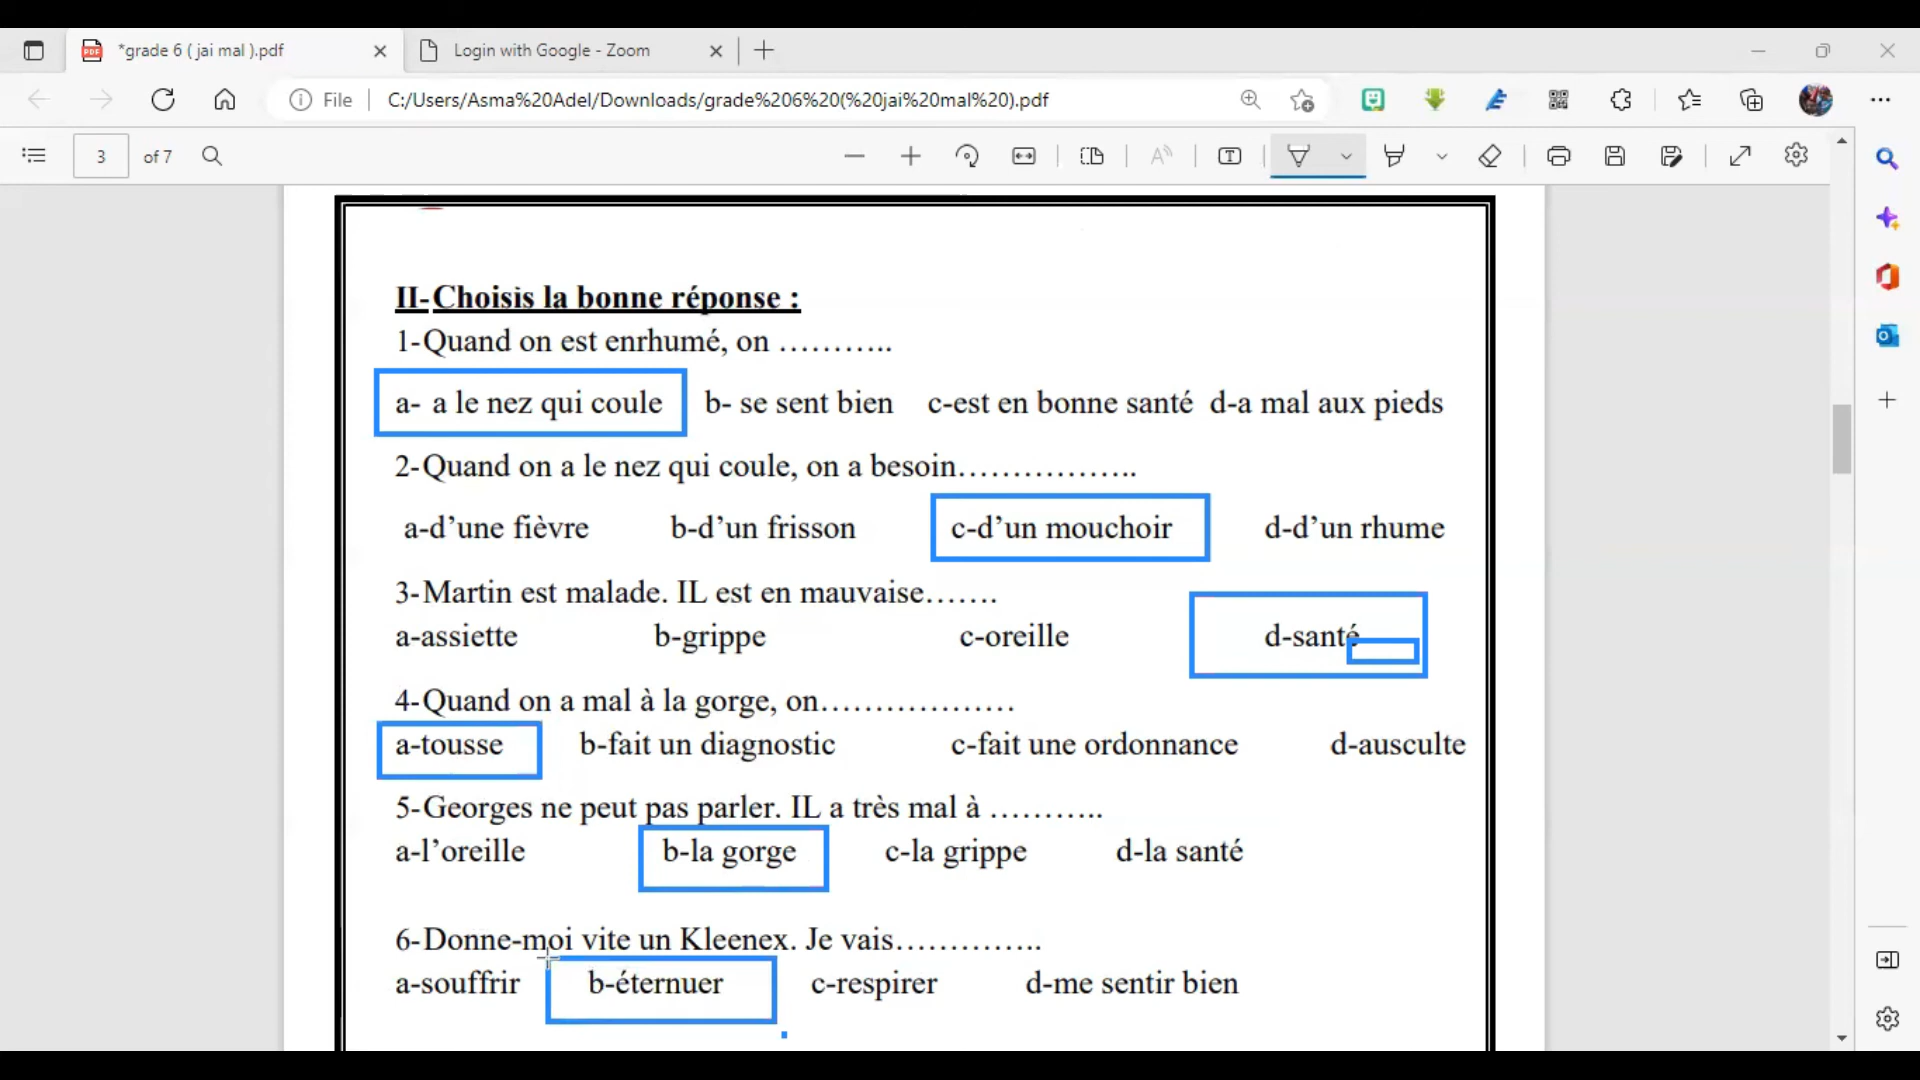 *grade 6 ( jai mal ).pdf
Login with Google - Zoom
File
C:/Users/Asma%20Adel/Downloads/grade%206%20(%20jai%20mal%20).pdf
3 of 7
II-Choisis la bonne réponse :
1-Quand on est enrhumé, on ………..
a- a le nez qui coule b- se sent bien c-est en bonne santé d-a mal aux pieds
2-Quand on a le nez qui coule, on a besoin……………..
a-d’une fièvre b-d’un frisson c-d’un mouchoir d-d’un rhume
3-Martin est malade. IL est en mauvaise…….
a-assiette b-grippe c-oreille d-santé
4-Quand on a mal à la gorge, on………………
a-tousse b-fait un diagnostic c-fait une ordonnance d-ausculte
5-Georges ne peut pas parler. IL a très mal à ………..
a-l’oreille b-la gorge c-la grippe d-la santé
6-Donne-moi vite un Kleenex. Je vais…………..
a-souffrir b-éternuer c-respirer d-me sentir bien